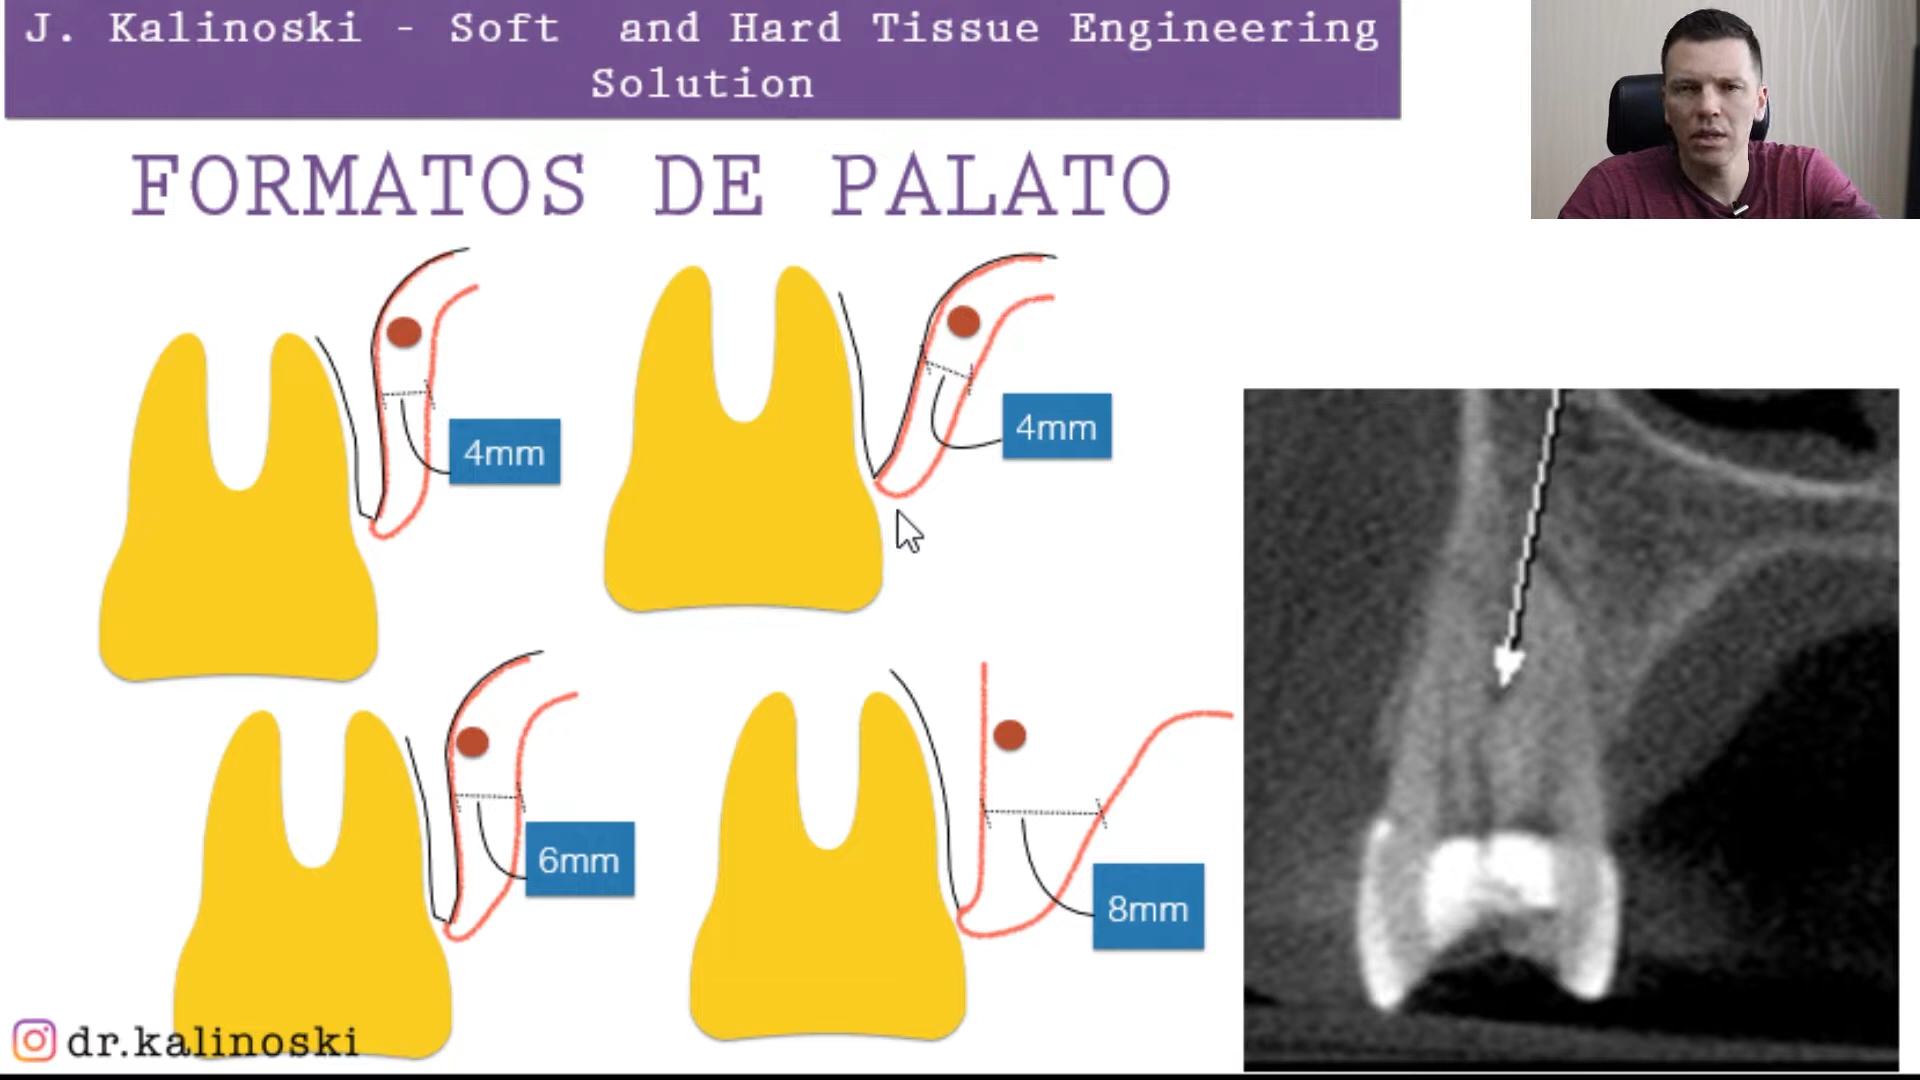 J. Kalinoski - Soft and Hard Tissue Engineering
Solution
FORMATOS DE PALATO
4mm
4mm
6mm
8mm
dr.kalinoski